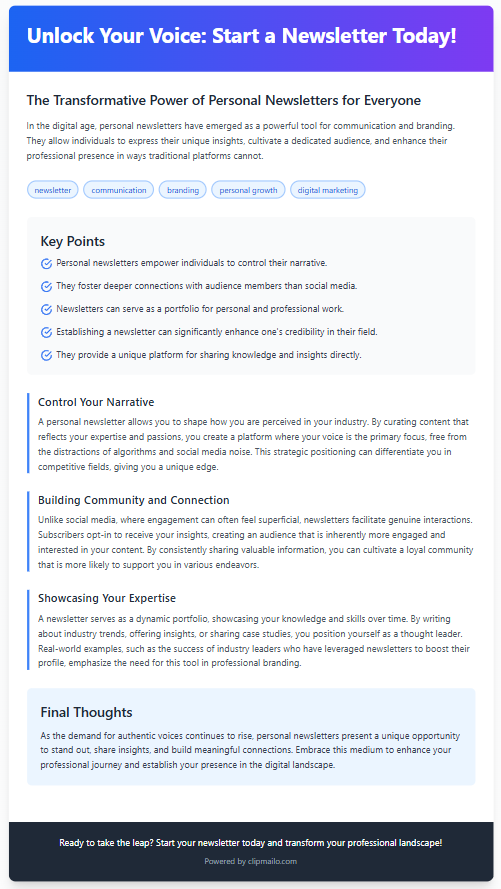 Unlock Your Voice: Start a Newsletter Today!
The Transformative Power of Personal Newsletters for Everyone
In the digital age, personal newsletters have emerged as a powerful tool for communication and branding.
They allow individuals to express their unique insights, cultivate a dedicated audience, and enhance their
professional presence in ways traditional platforms cannot.
newsletter communication branding personal growth digital marketing
Key Points
Personal newsletters empower individuals to control their narrative.
They foster deeper connections with audience members than social media.
Newsletters can serve as a portfolio for personal and professional work.
Establishing a newsletter can significantly enhance one's credibility in their field.
They provide a unique platform for sharing knowledge and insights directly.
Control Your Narrative
A personal newsletter allows you to shape how you are perceived in your industry. By curating content that
reflects your expertise and passions, you create a platform where your voice is the primary focus, free from
the distractions of algorithms and social media noise. This strategic positioning can differentiate you in
competitive fields, giving you a unique edge.
Building Community and Connection
Unlike social media, where engagement can often feel superficial, newsletters facilitate genuine interactions.
Subscribers opt-in to receive your insights, creating an audience that is inherently more engaged and
interested in your content. By consistently sharing valuable information, you can cultivate a loyal community
that is more likely to support you in various endeavors.
Showcasing Your Expertise
A newsletter serves as a dynamic portfolio, showcasing your knowledge and skills over time. By writing
about industry trends, offering insights, or sharing case studies, you position yourself as a thought leader.
Real-world examples, such as the success of industry leaders who have leveraged newsletters to boost their
profile, emphasize the need for this tool in professional branding.
Final Thoughts
As the demand for authentic voices continues to rise, personal newsletters present a unique opportunity
to stand out, share insights, and build meaningful connections. Embrace this medium to enhance your
professional journey and establish your presence in the digital landscape.
Ready to take the leap? Start your newsletter today and transform your professional landscape!
Powered by clipmailo.com